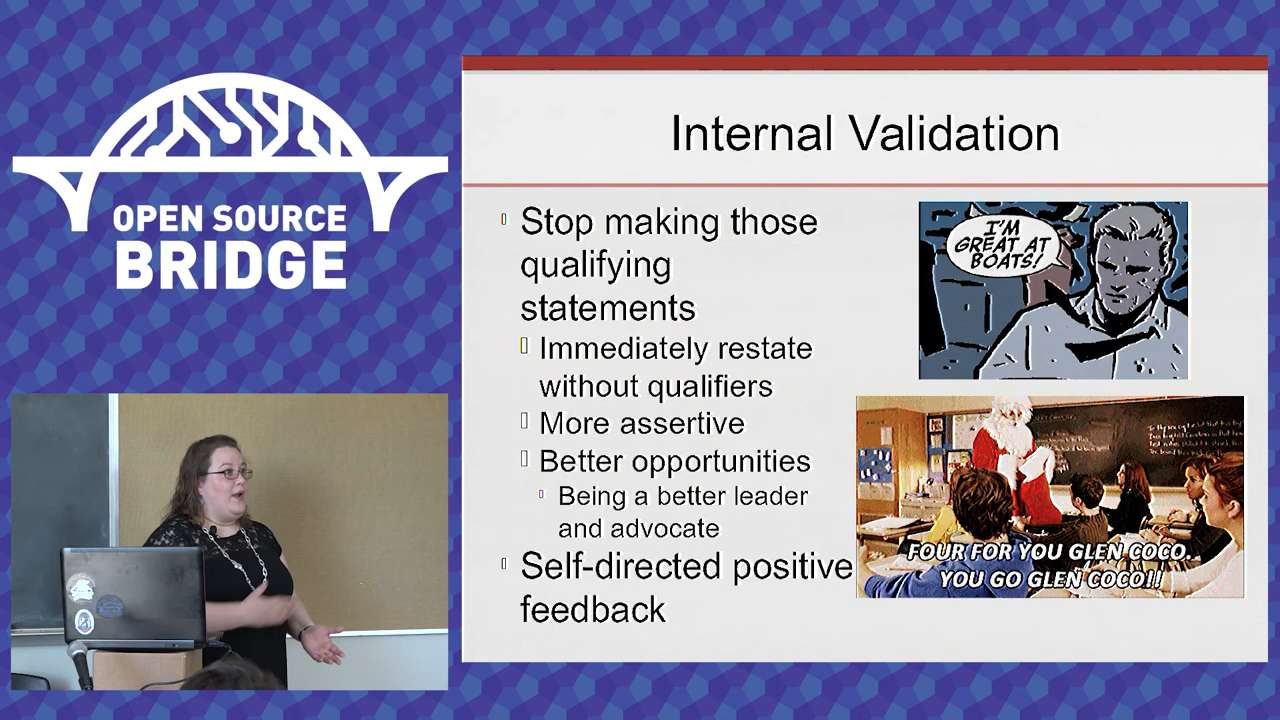 OPEN SOURCE
BRIDGE
Internal Validation
Stop making those
qualifying
statements
Immediately restate
without qualifiers
More assertive
Better opportunities
Being a better leader
and advocate
Self-directed positive
feedback
I'M
GREAT AT
BOATS!
FOUR FOR YOU GLEN COCO.
YOU GO GLEN COCO!!